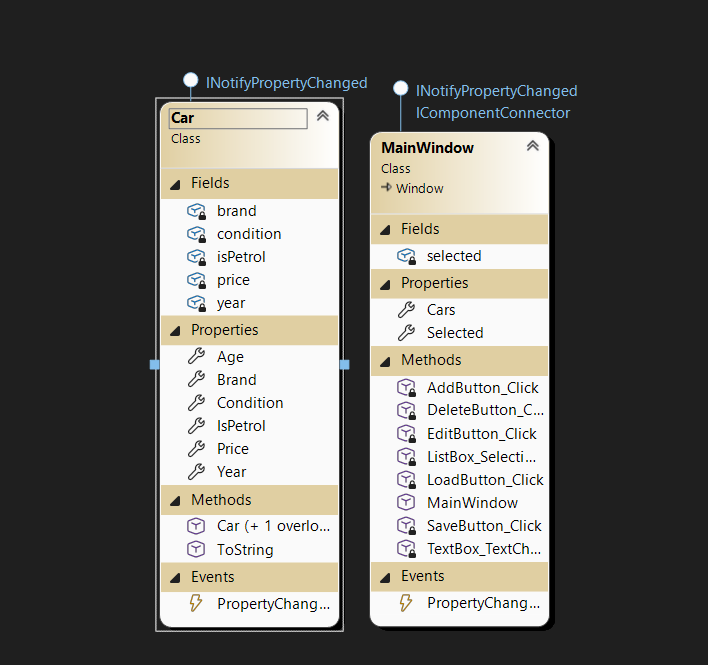 INotifyPropertyChanged
Car
Class
Fields
brand
condition
isPetrol
price
year
Properties
Age
Brand
Condition
IsPetrol
Price
Year
Methods
Car (+ 1 overlo...
ToString
Events
PropertyChang...
INotifyPropertyChanged
IComponentConnector
MainWindow
Class
Window
Fields
selected
Properties
Cars
Selected
Methods
AddButton_Click
DeleteButton_C...
EditButton_Click
ListBox_Selecti...
LoadButton_Click
MainWindow
SaveButton_Click
TextBox_TextCh...
Events
PropertyChang...